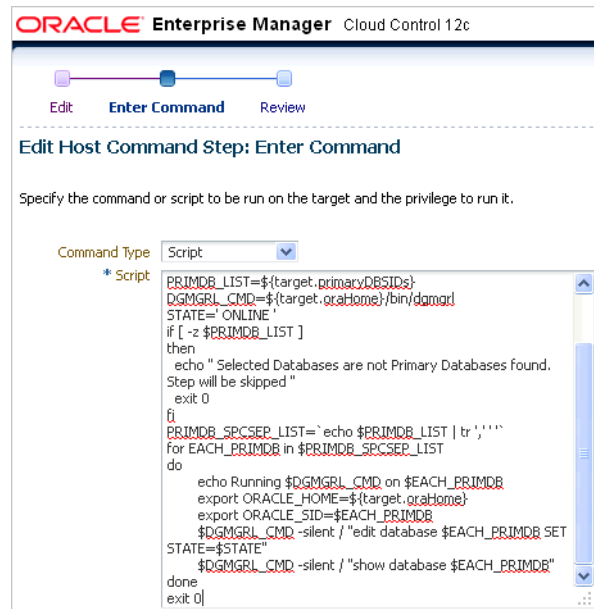 ORACLE Enterprise Manager Cloud Control 12c
Edit Enter Command Review
Edit Host Command Step: Enter Command
Specify the command or script to be run on the target and the privilege to run it.
Command Type Script
* Script
PRIMDB_LIST=${target.primaryDBSIDs}
DGMGRL_CMD=${target.oraHome}/bin/dgmgrl
STATE=' ONLINE '
if [ -z $PRIMDB_LIST ]
then
echo " Selected Databases are not Primary Databases found.
Step will be skipped "
exit 0
fi
PRIMDB_SPCSEP_LIST=`echo $PRIMDB_LIST | tr ',' ' '`
for EACH_PRIMDB in $PRIMDB_SPCSEP_LIST
do
echo Running $DGMGRL_CMD on $EACH_PRIMDB
export ORACLE_HOME=${target.oraHome}
export ORACLE_SID=$EACH_PRIMDB
$DGMGRL_CMD -silent / "edit database $EACH_PRIMDB SET
STATE=$STATE"
$DGMGRL_CMD -silent / "show database $EACH_PRIMDB"
done
exit 0